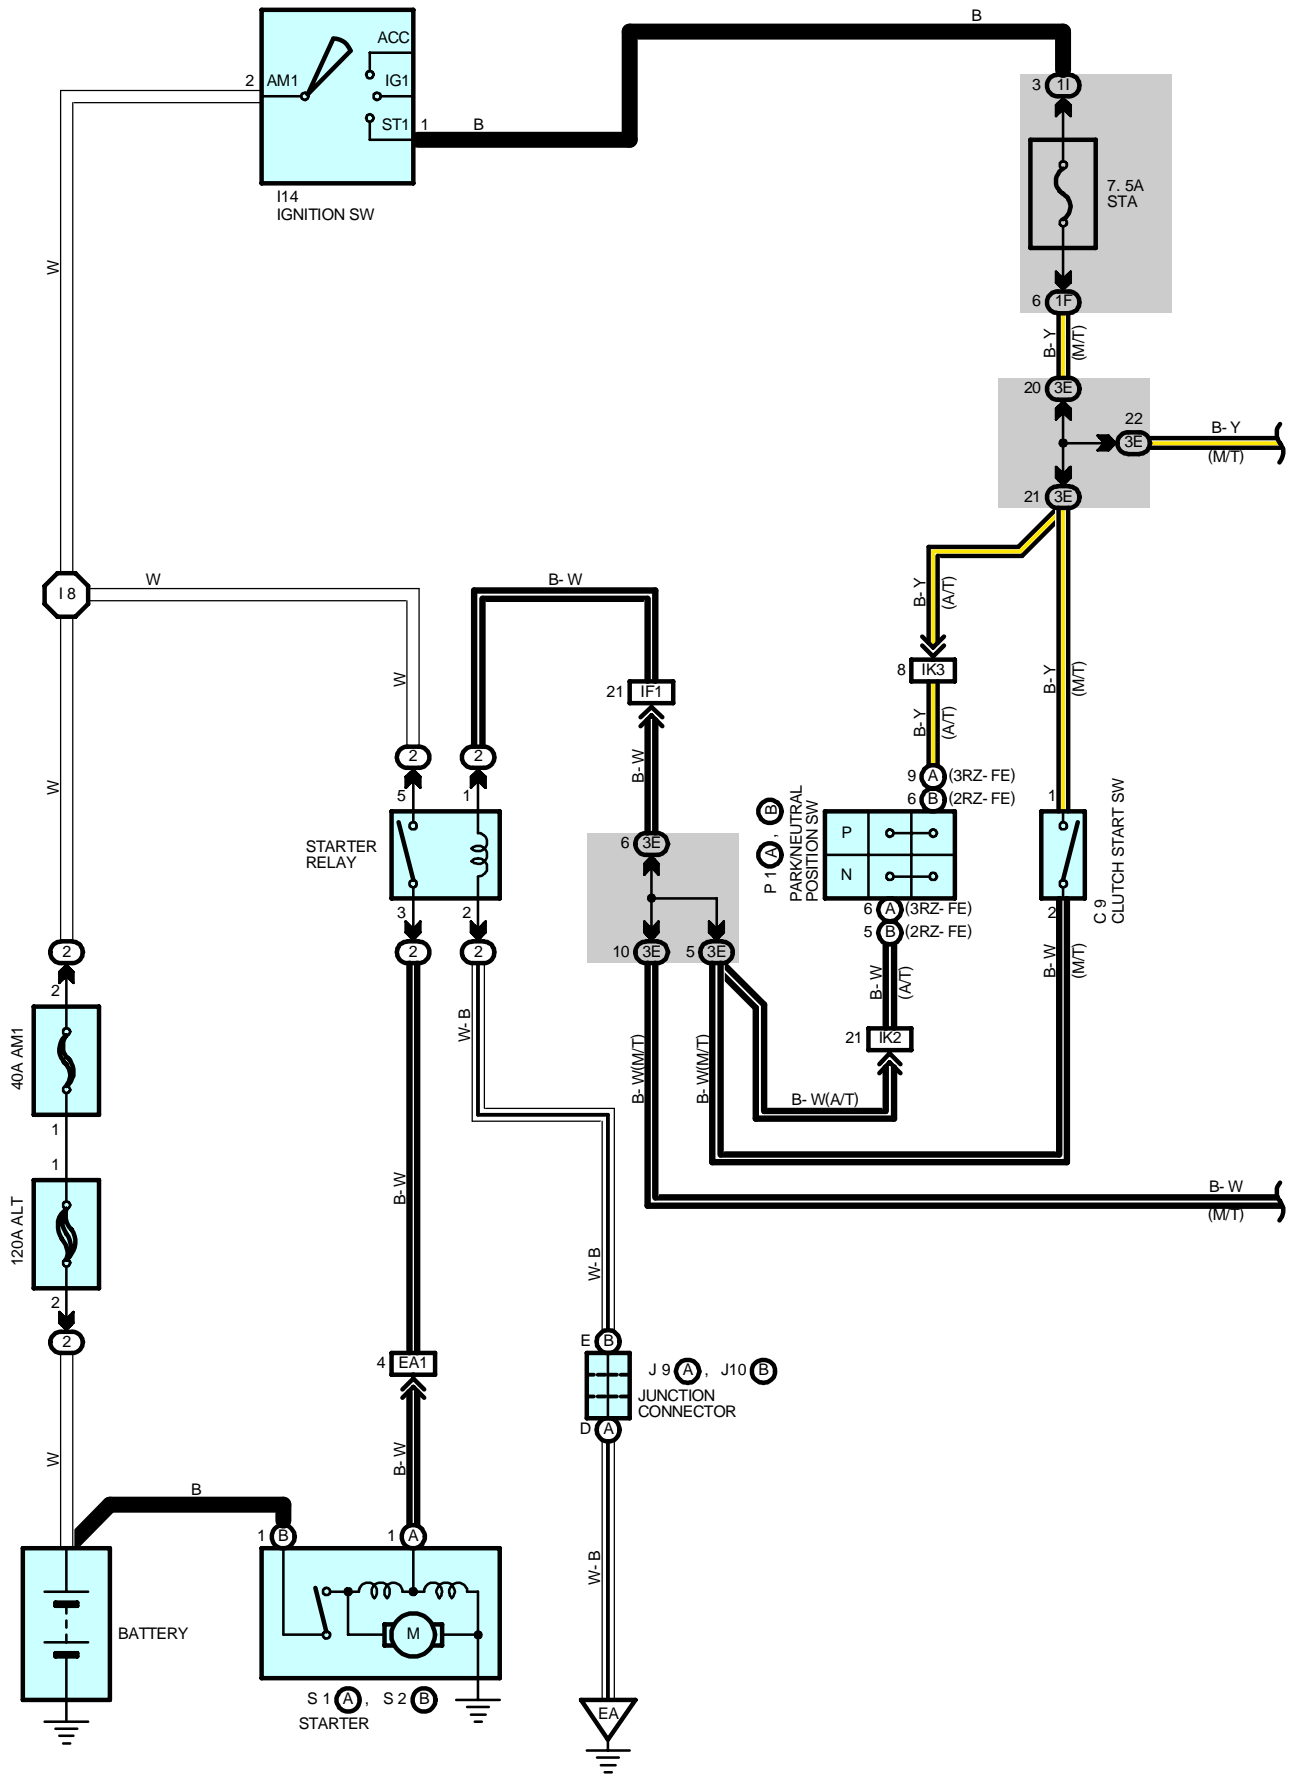 B
ACC
2 AM1 IG1
ST1 1 B
I14
IGNITION SW
3 1I
7. 5A
STA
6 1F
W
B- Y (M/T)
20 3E
22
3E B- Y
(M/T)
21 3E
I 8 W
B- W
B- Y (A/T)
W
21 IF1
8 IK3
B- Y (M/T)
B- Y (A/T)
W
B- W
2 2
5 1
9 A (3RZ- FE)
6 B (2RZ- FE)
1
STARTER
RELAY
6 3E
P 1 A , B
PARK/NEUTRAL
POSITION SW
P
N
C 9
CLUTCH START SW
3 2
6 A (3RZ- FE)
5 B (2RZ- FE)
2
2
2 2
10 3E 5 3E
B- W (A/T)
B- W (M/T)
2
40A AM1
W- B
B- W(M/T)
B- W(M/T)
21 IK2
B- W(A/T)
1
1
120A ALT
2
2
B- W
B- W
(M/T)
W- B
4 EA1
E B
J 9 A , J10 B
JUNCTION
CONNECTOR
D A
W
B- W
B
1 B 1 A
W- B
BATTERY
M
S 1 A , S 2 B
STARTER
EA